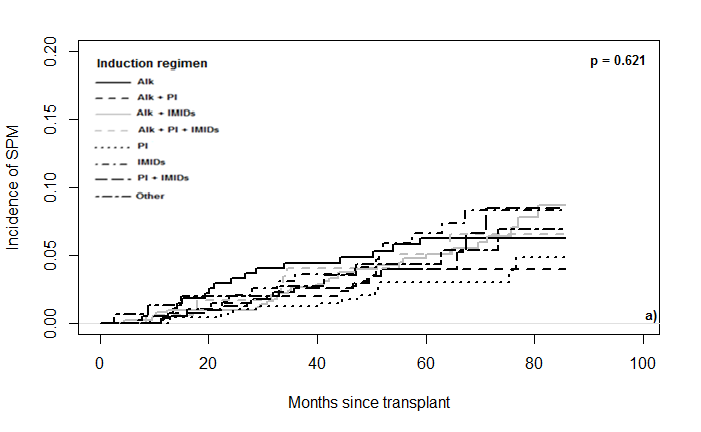 0.20
0.15
0.10
0.05
0.00
Incidence of SPM
Induction regimen
Alk
Alk + PI
Alk + IMIDs
Alk + PI + IMIDs
PI
IMIDs
PI + IMIDs
Other
p = 0.621
a)
0 20 40 60 80 100
Months since transplant